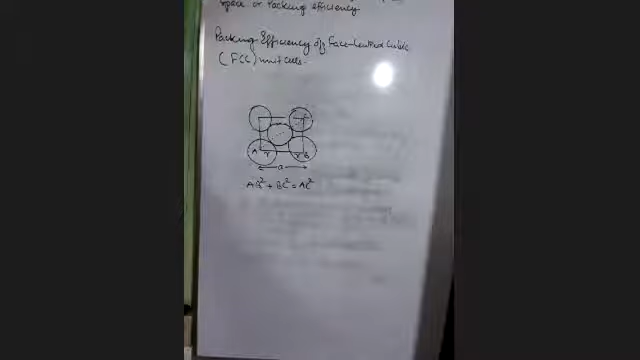 space or Packing efficiency
Packing Efficiency of Face-Centred Cubic
(FCC) unit cells.
C
A r r B
a
AB² + BC² = AC²